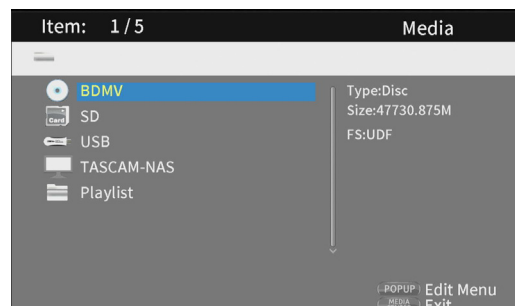 Item: 1/5 Media
BDMV
Card SD
USB
TASCAM-NAS
Playlist
Type:Disc
Size:47730.875M
FS:UDF
POPUP Edit Menu
MEDIA Exit